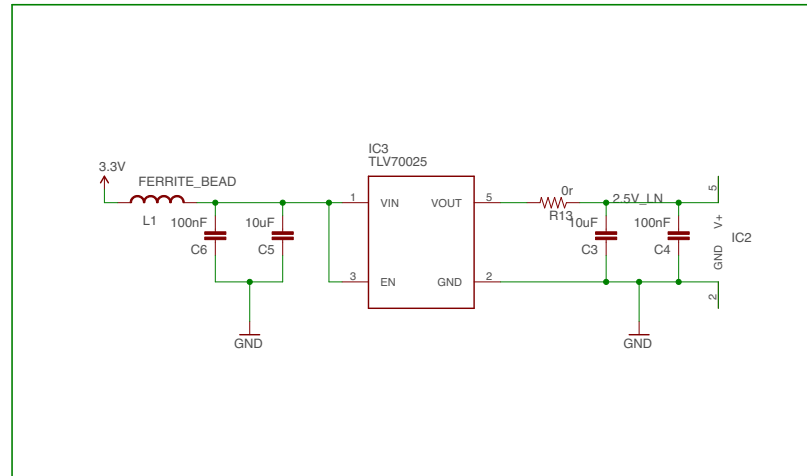 IC3
TLV70025
3.3V
FERRITE_BEAD
L1
100nF
C6
10uF
C5
1
VIN
3
EN
VOUT
5
GND
2
0r
R13
2.5V_LN
10uF
C3
100nF
C4
5
V+
GND
2
IC2
GND
GND